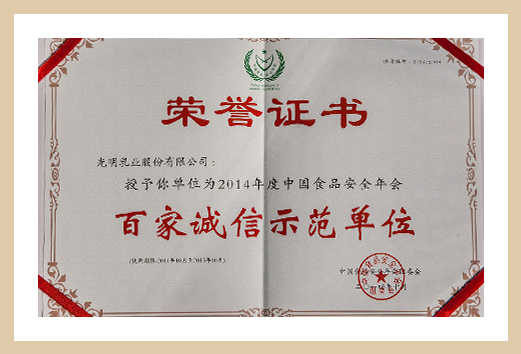 荣誉证书
光明乳业股份有限公司：
授予你单位为2014年度中国食品安全年会
百家诚信示范单位